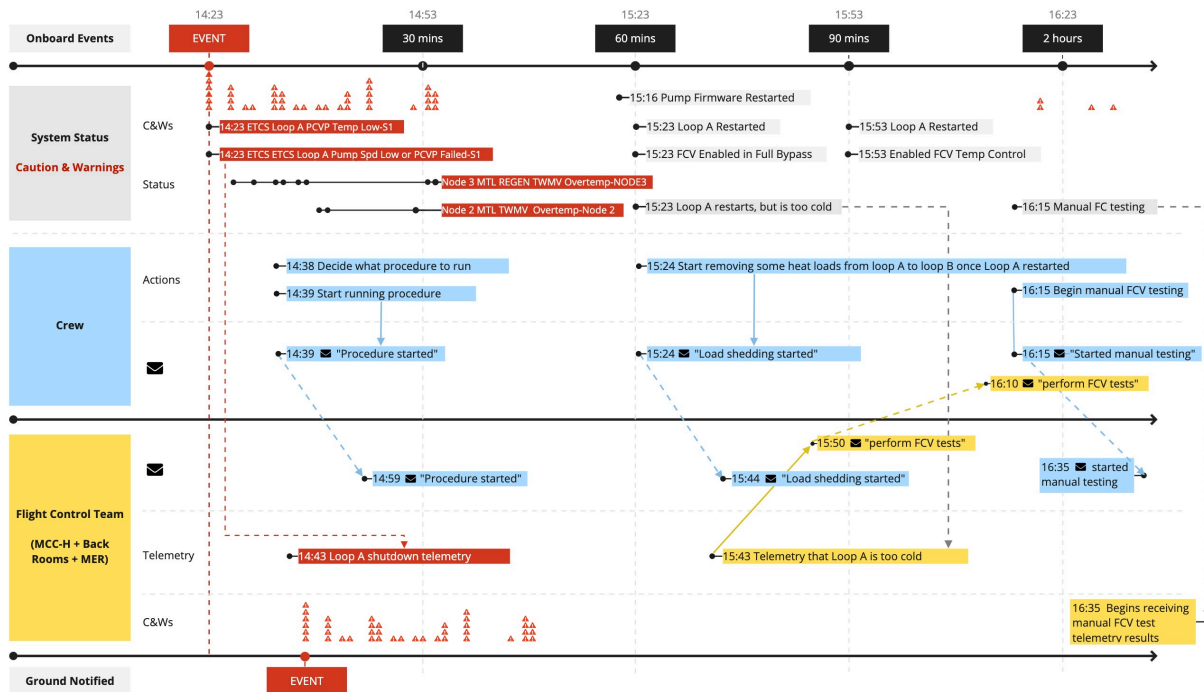 14:23
14:53
15:23
15:53
16:23
Onboard Events
EVENT
30 mins
60 mins
90 mins
2 hours
System Status
Caution & Warnings
C&Ws
Status
15:16 Pump Firmware Restarted
14:23 ETCS Loop A PCVP Temp Low-S1
15:23 Loop A Restarted
15:53 Loop A Restarted
14:23 ETCS ETCS Loop A Pump Spd Low or PCVP Failed-S1
15:23 FCV Enabled in Full Bypass
15:53 Enabled FCV Temp Control
Node 3 MTL REGEN TWMV Overtemp-NODE3
Node 2 MTL TWMV Overtemp-Node 2
15:23 Loop A restarts, but is too cold
16:15 Manual FC testing
Crew
Actions
14:38 Decide what procedure to run
15:24 Start removing some heat loads from loop A to loop B once Loop A restarted
14:39 Start running procedure
16:15 Begin manual FCV testing
14:39 "Procedure started"
15:24 "Load shedding started"
16:15 "Started manual testing"
16:10 "perform FCV tests"
Flight Control Team
(MCC-H + Back
Rooms + MER)
15:50 "perform FCV tests"
14:59 "Procedure started"
15:44 "Load shedding started"
16:35 started
manual testing
Telemetry
14:43 Loop A shutdown telemetry
15:43 Telemetry that Loop A is too cold
C&Ws
16:35 Begins receiving
manual FCV test
telemetry results
Ground Notified
EVENT